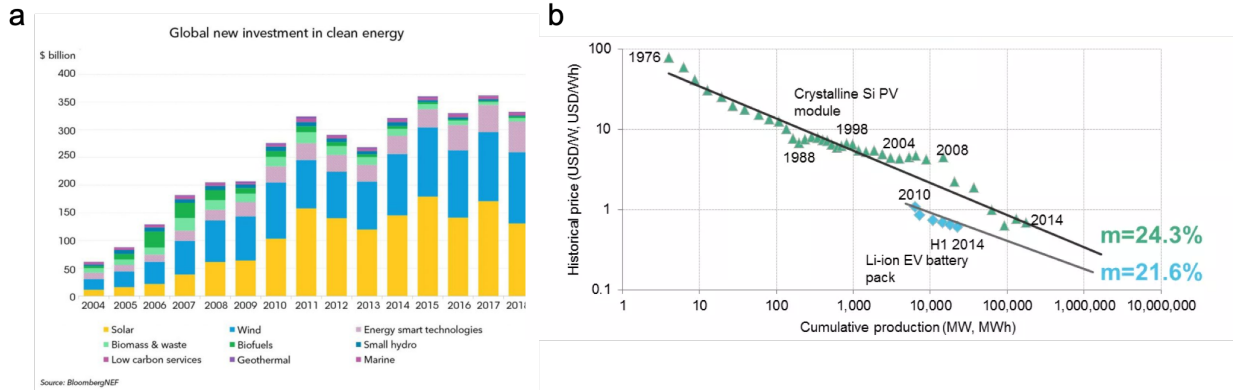 a
Global new investment in clean energy
$ billion
400
350
300
250
200
150
100
50
0
2004 2005 2006 2007 2008 2009 2010 2011 2012 2013 2014 2015 2016 2017 2018
Solar Wind Energy smart technologies
Biomass & waste Biofuels Small hydro
Low carbon services Geothermal Marine
Source: BloombergNEF
b
Historical price (USD/W, USD/Wh)
100
10
1
0.1
1976
Crystalline Si PV
module
1998
1988
2004
2008
2010
2014
H1 2014
Li-ion EV battery
pack
m=24.3%
m=21.6%
1 10 100 1,000 10,000 100,000 1,000,000 10,000,000
Cumulative production (MW, MWh)